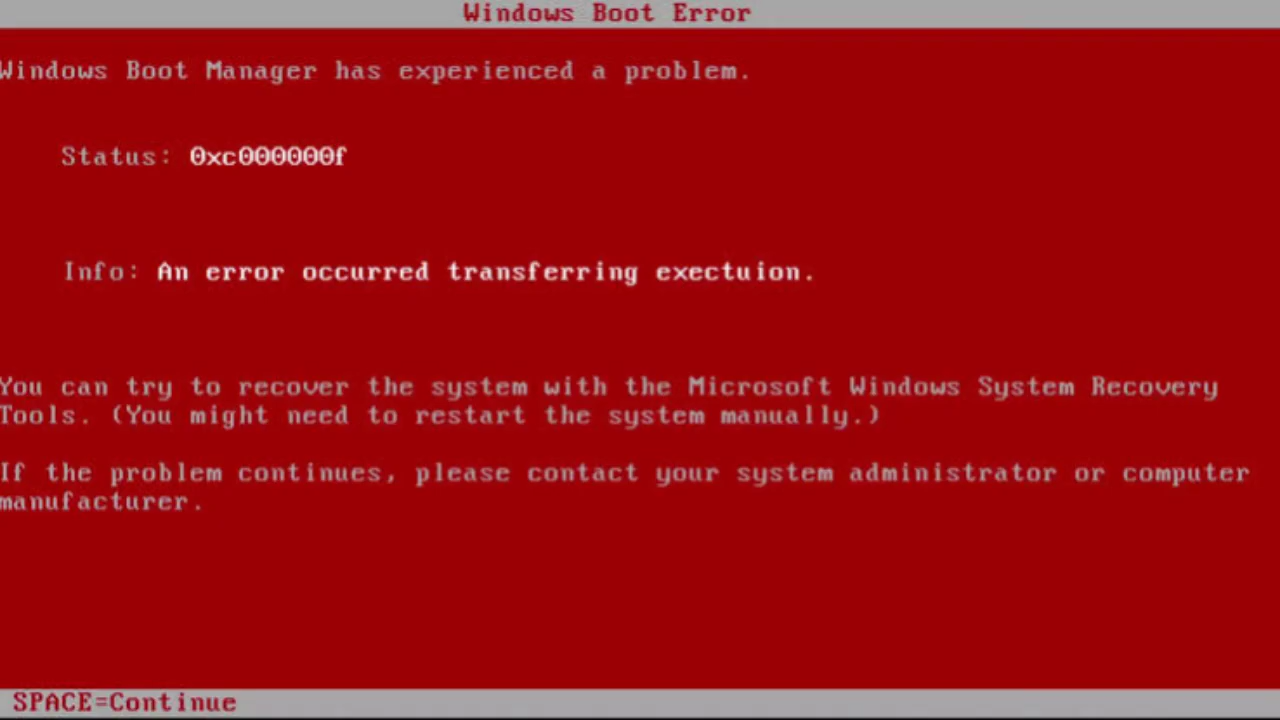 Windows Boot Error
Windows Boot Manager has experienced a problem.
Status: 0xc000000f
Info: An error occurred transferring exectuion.
You can try to recover the system with the Microsoft Windows System Recovery
Tools. (You might need to restart the system manually.)
If the problem continues, please contact your system administrator or computer
manufacturer.
SPACE=Continue